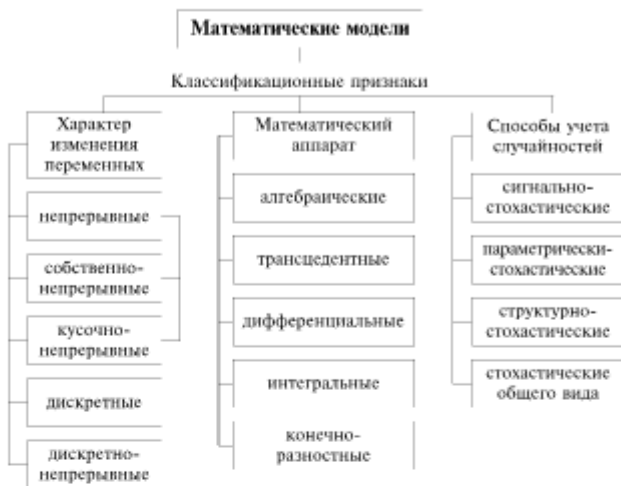 Математические модели
Классификационные признаки
Характер
изменения
переменных
непрерывные
собственно-
непрерывные
кусочно-
непрерывные
дискретные
дискретно-
непрерывные
Математический
аппарат
алгебраические
трансцедентные
дифференциальные
интегральные
конечно-
разностные
Способы учета
случайностей
сигнально-
стохастические
параметрически-
стохастические
структурно-
стохастические
стохастические
общего вида